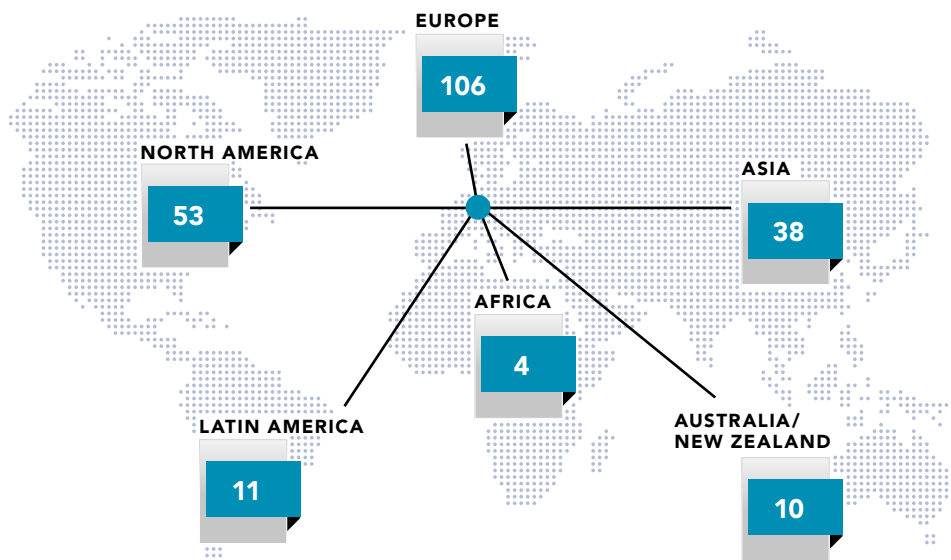 EUROPE
106
NORTH AMERICA
53
ASIA
38
AFRICA
4
LATIN AMERICA
11
AUSTRALIA/
NEW ZEALAND
10